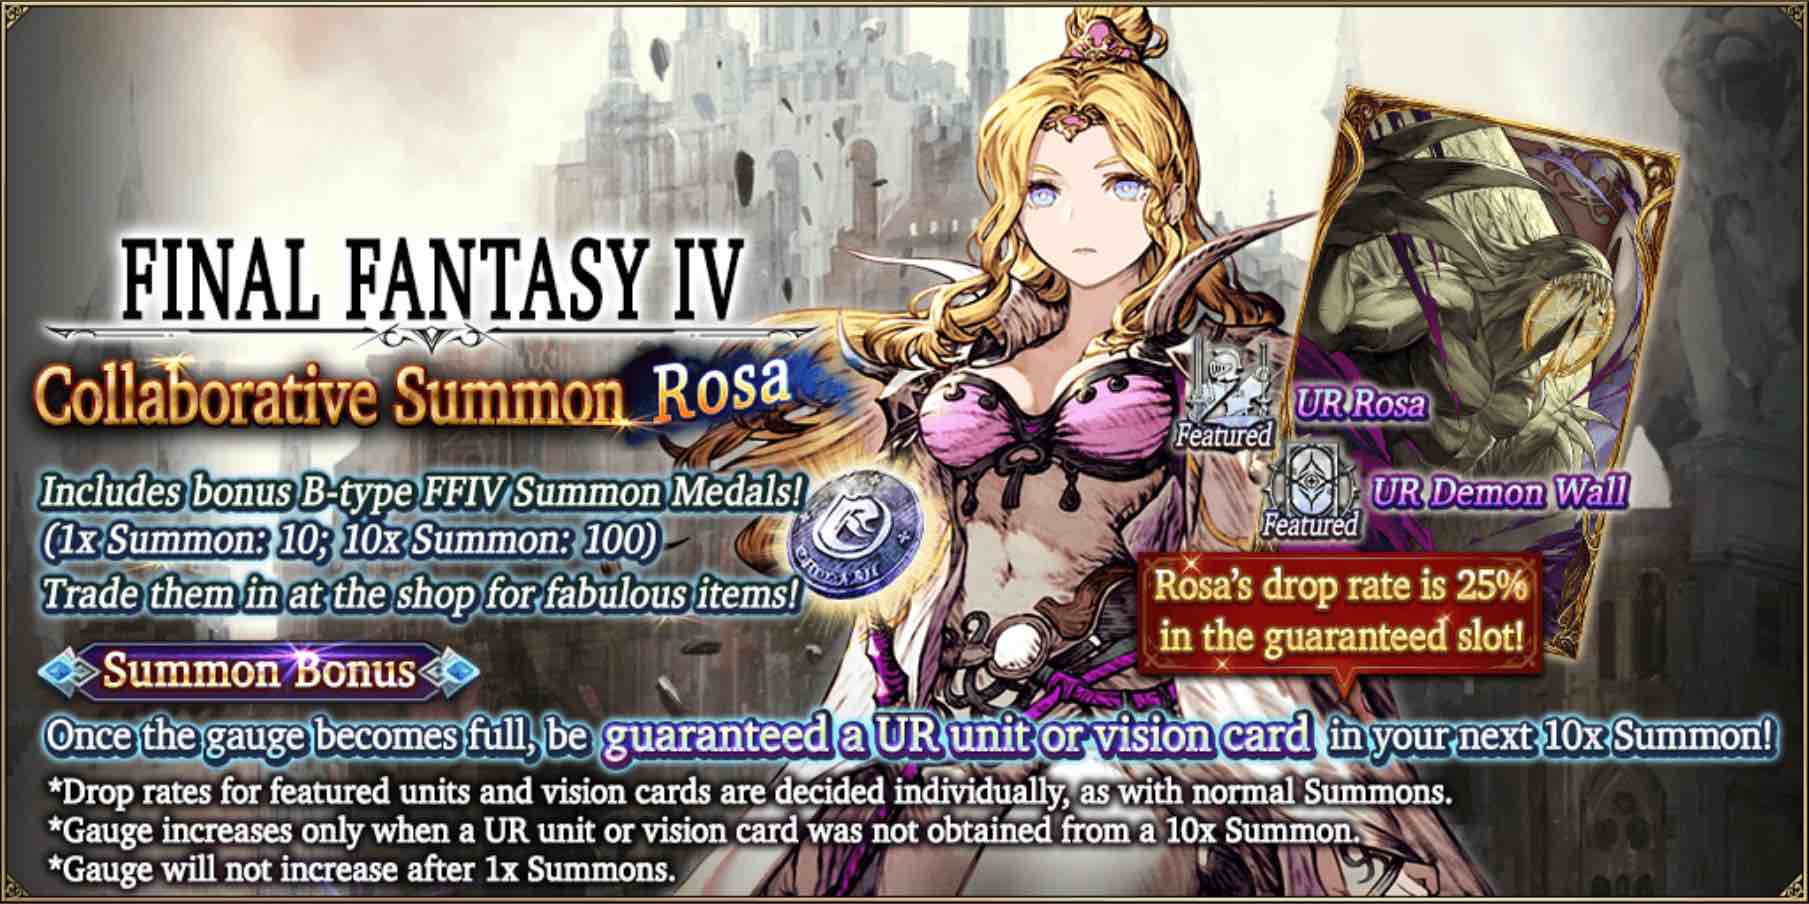 FINAL FANTASY IV
Collaborative Summon Rosa
Includes bonus B-type FFIV Summon Medals!
(1x Summon: 10; 10x Summon: 100)
Trade them in at the shop for fabulous items!
R
Featured
UR Rosa
Featured
UR Demon Wall
Rosa's drop rate is 25%
in the guaranteed slot!
Summon Bonus
Once the gauge becomes full, be guaranteed a UR unit or vision card in your next 10x Summon!
*Drop rates for featured units and vision cards are decided individually, as with normal Summons.
*Gauge increases only when a UR unit or vision card was not obtained from a 10x Summon.
*Gauge will not increase after 1x Summons.